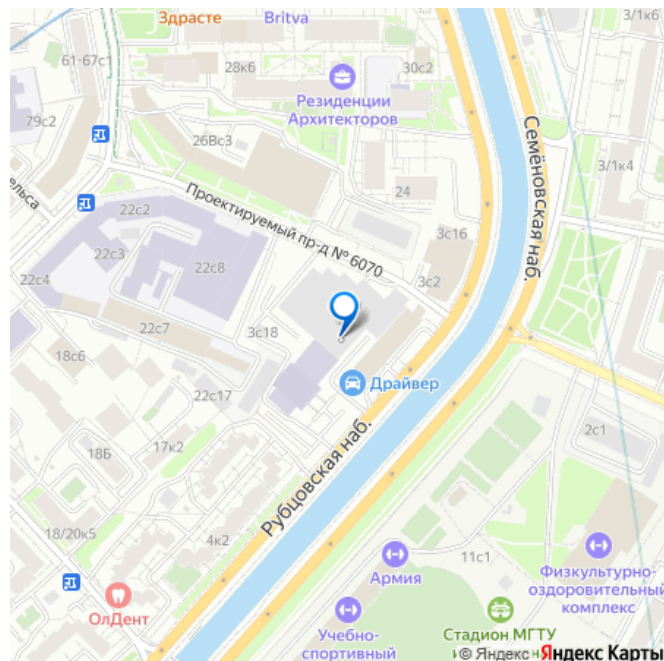 Здрасте
Britva
3/1к6
61-67с1
28к6
30с2
Резиденции
Архитекторов
79с2
26Вс3
Семёновская наб.
3/1к4
ельса
24
Проектируемый пр-д № 6070
22с2
3с16
22с3
22с8
3с2
22с4
22с7
3с18
18с6
Драйвер
22с17
Рубцовская наб.
2с1
17к2
18Б
18/20к5
4к2
11с1
Армия
Физкультурно-
оздоровительный
комплекс
ОлДент
Учебно-
спортивный
Стадион МГТУ
© Яндекс Яндекс Карты